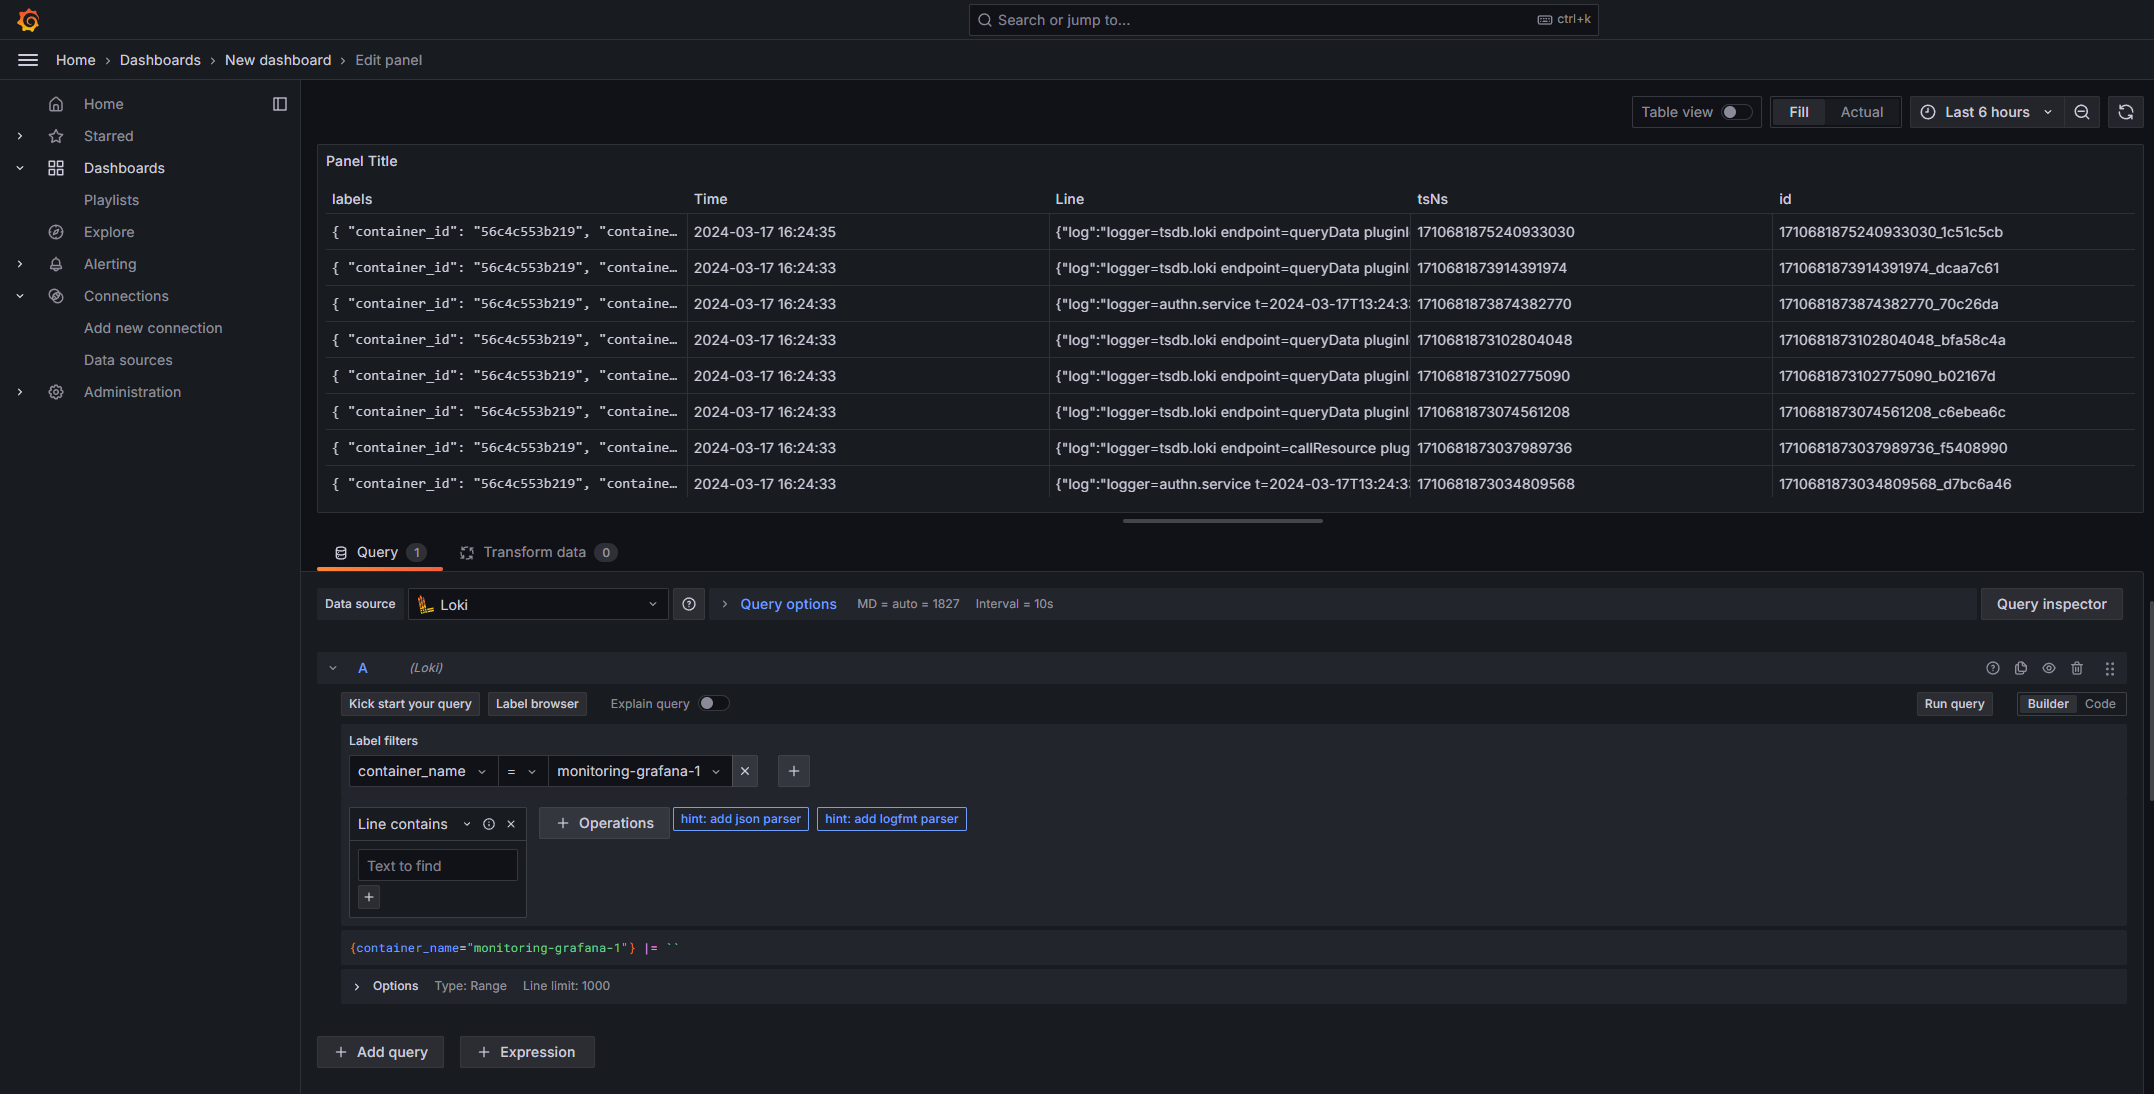 Search or jump to...
ctrl+k
Home › Dashboards › New dashboard › Edit panel
Home
Starred
Dashboards
Playlists
Explore
Alerting
Connections
Add new connection
Data sources
Administration
Table view
Fill Actual
Last 6 hours
Panel Title
labels Time Line tsNs id
{ "container_id": "56c4c553b219", "containe… 2024-03-17 16:24:35 {"log":"logger=tsdb.loki endpoint=queryData pluginI 1710681875240933030 1710681875240933030_1c51c5cb
{ "container_id": "56c4c553b219", "containe… 2024-03-17 16:24:33 {"log":"logger=tsdb.loki endpoint=queryData pluginI 1710681873914391974 1710681873914391974_dcaa7c61
{ "container_id": "56c4c553b219", "containe… 2024-03-17 16:24:33 {"log":"logger=authn.service t=2024-03-17T13:24:3 1710681873874382770 1710681873874382770_70c26da
{ "container_id": "56c4c553b219", "containe… 2024-03-17 16:24:33 {"log":"logger=tsdb.loki endpoint=queryData pluginI 1710681873102804048 1710681873102804048_bfa58c4a
{ "container_id": "56c4c553b219", "containe… 2024-03-17 16:24:33 {"log":"logger=tsdb.loki endpoint=queryData pluginI 1710681873102775090 1710681873102775090_b02167d
{ "container_id": "56c4c553b219", "containe… 2024-03-17 16:24:33 {"log":"logger=tsdb.loki endpoint=queryData pluginI 1710681873074561208 1710681873074561208_c6ebea6c
{ "container_id": "56c4c553b219", "containe… 2024-03-17 16:24:33 {"log":"logger=tsdb.loki endpoint=callResource plug 1710681873037989736 1710681873037989736_f5408990
{ "container_id": "56c4c553b219", "containe… 2024-03-17 16:24:33 {"log":"logger=authn.service t=2024-03-17T13:24:3 1710681873034809568 1710681873034809568_d7bc6a46
Query 1 Transform data 0
Data source Loki Query options MD = auto = 1827 Interval = 10s Query inspector
A (Loki)
Kick start your query Label browser Explain query Run query Builder Code
Label filters
container_name = monitoring-grafana-1
Line contains + Operations hint: add json parser hint: add logfmt parser
Text to find
+
{container_name="monitoring-grafana-1"} |= ``
Options Type: Range Line limit: 1000
+ Add query + Expression